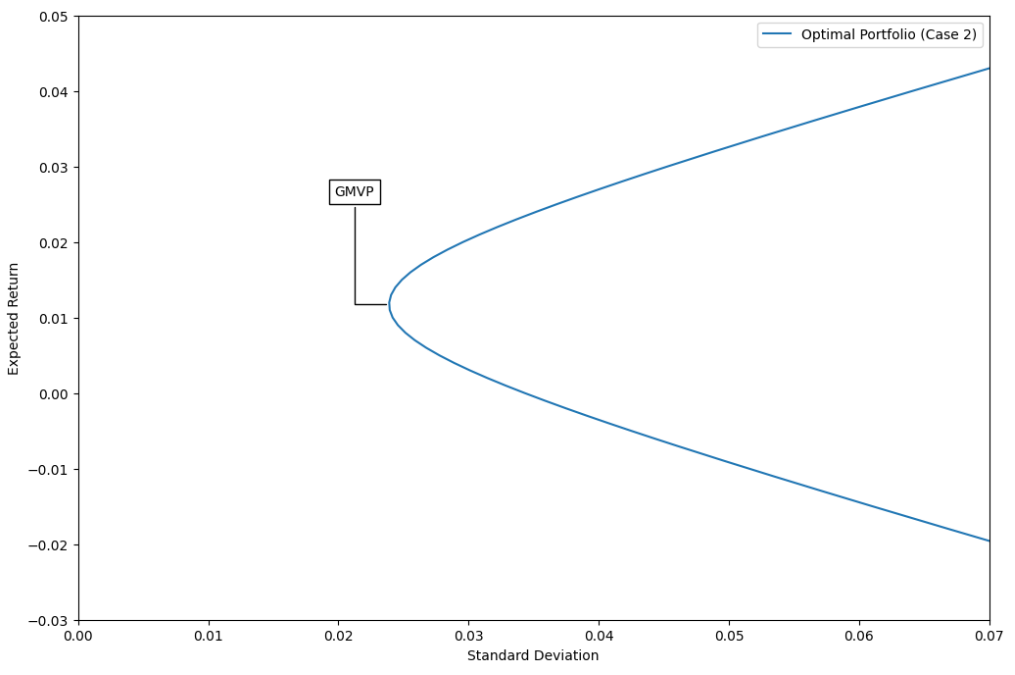 0.05
Optimal Portfolio (Case 2)
0.04
0.03
GMVP
0.02
0.01
0.00
−0.01
−0.02
−0.03
Expected Return
0.00 0.01 0.02 0.03 0.04 0.05 0.06 0.07
Standard Deviation